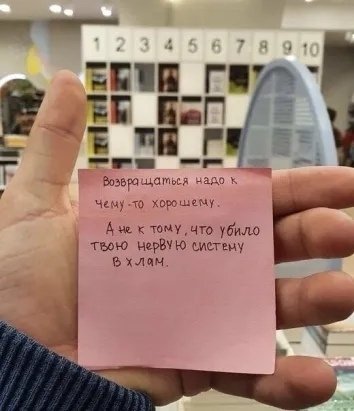 1 2 3 4 5 6 7 8 9 10
Возвращаться надо к
чему-то хорошему.
А не к тому, что убило
твою нервную систему
в хлам.